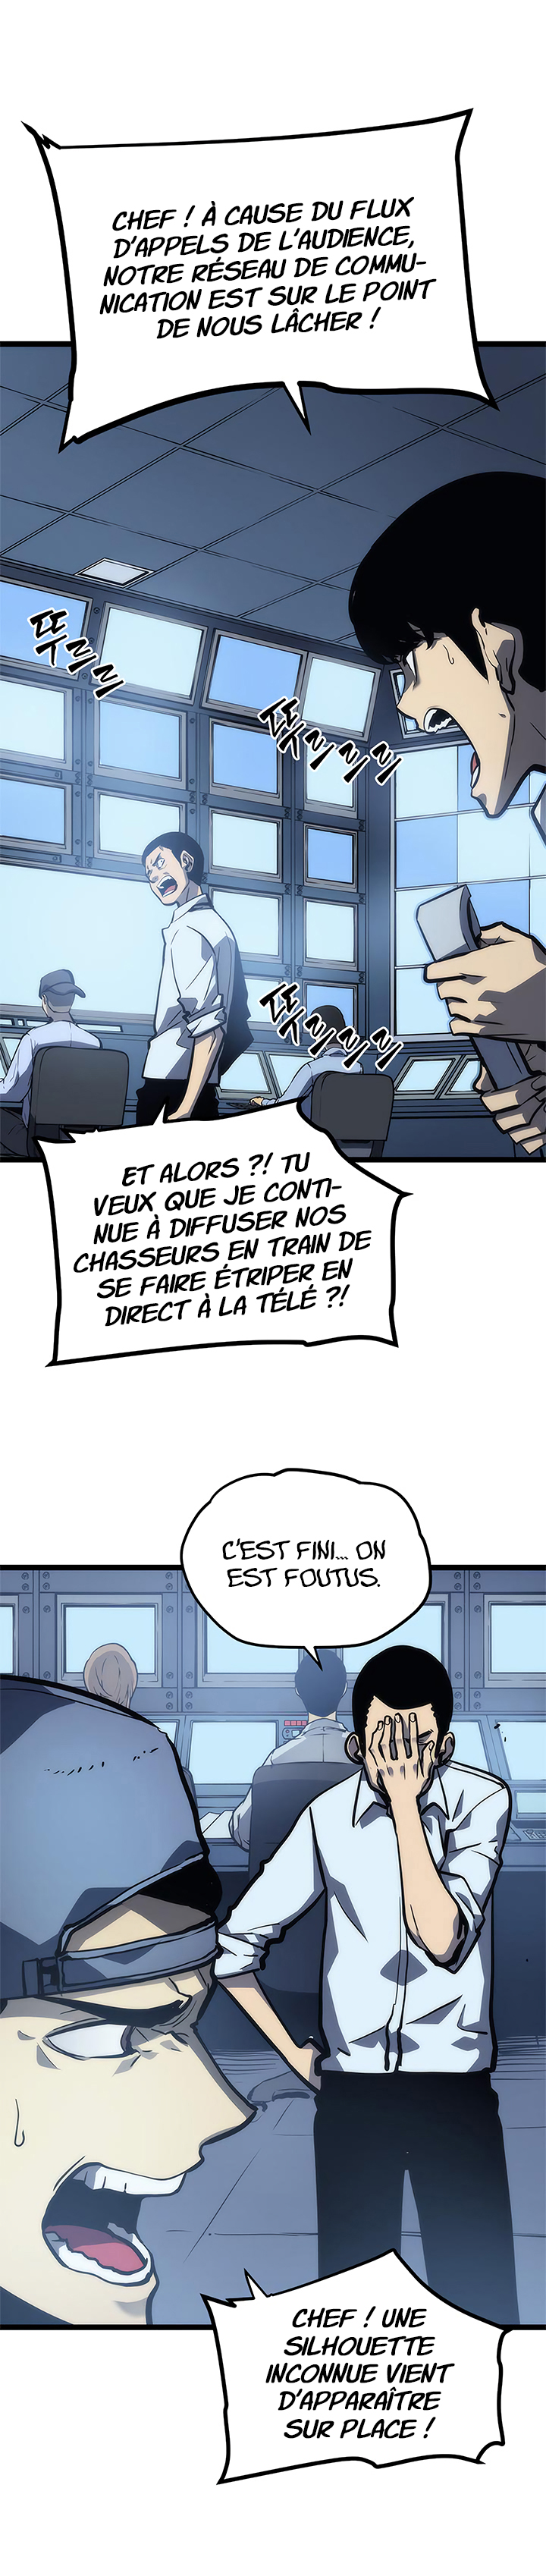 CHEF ! À CAUSE DU FLUX
D'APPELS DE L'AUDIENCE,
NOTRE RÉSEAU DE COMMU-
NICATION EST SUR LE POINT
DE NOUS LÂCHER !
뚜르르
뚜르르르
뚜르르르
ET ALORS ?! TU
VEUX QUE JE CONTI-
NUE À DIFFUSER NOS
CHASSEURS EN TRAIN DE
SE FAIRE ÉTRIPER EN
DIRECT À LA TÉLÉ ?!
C'EST FINI... ON
EST FOUTUS.
CHEF ! UNE
SILHOUETTE
INCONNUE VIENT
D'APPARAÎTRE
SUR PLACE !